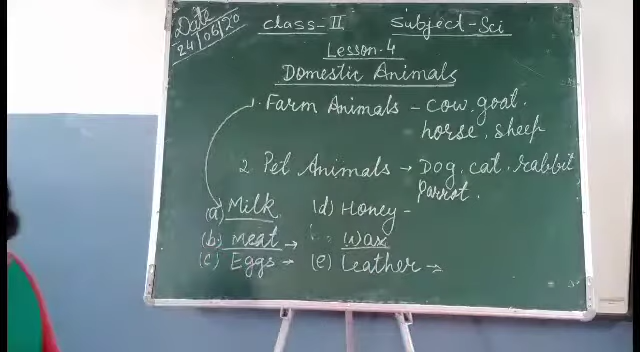 Date
24/06/20
Class-II Subject-Sci
Lesson-4
Domestic Animals
1. Farm Animals - cow, goat,
horse, sheep
2. Pet Animals → Dog, cat, rabbit
Parrot.
(a) Milk (d) Honey -
(b) Meat → Wax
(c) Eggs → (e) Leather →